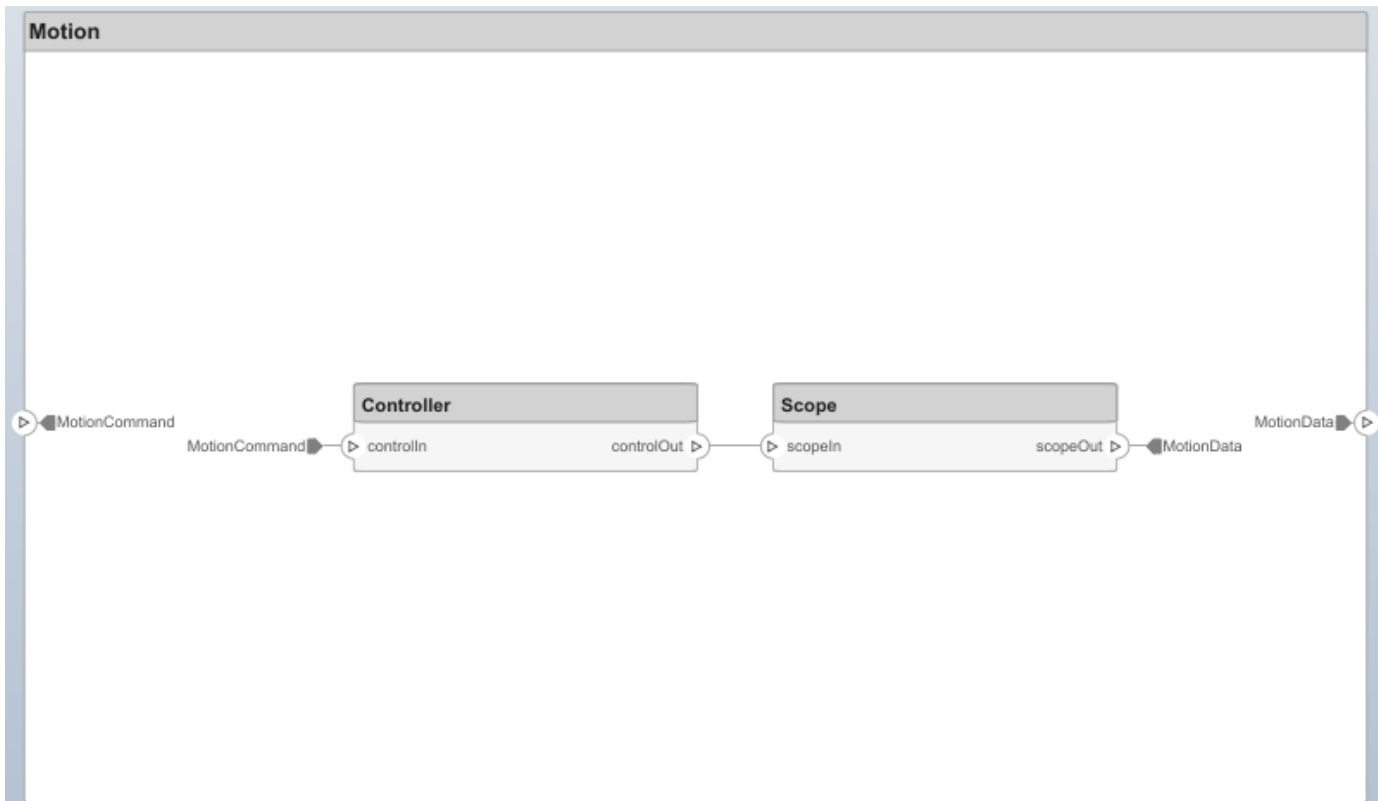 Motion
MotionCommand
MotionData
Controller
Scope
MotionCommand
controlIn
controlOut
scopeIn
scopeOut
MotionData